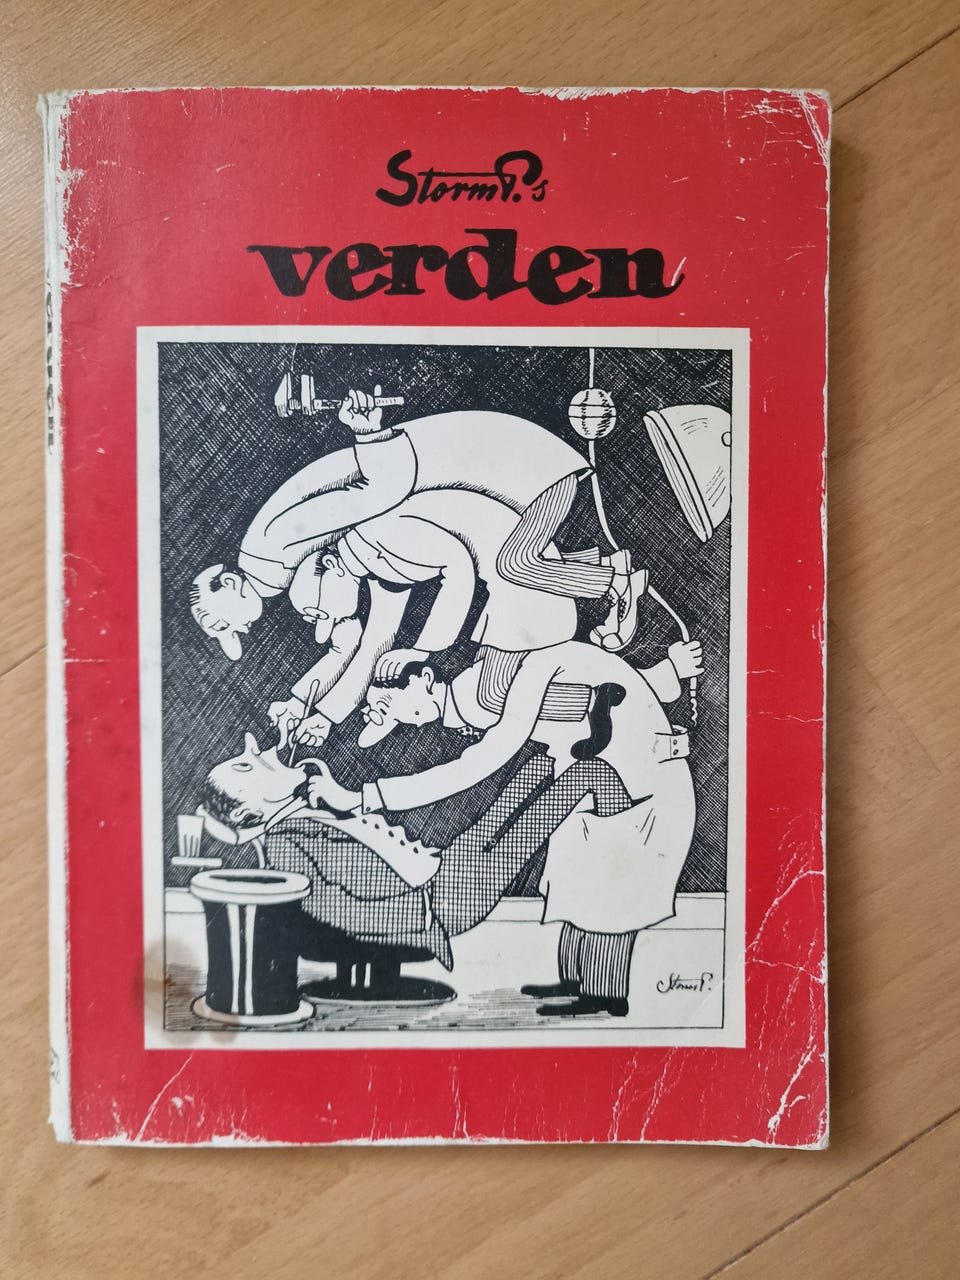 Storm P.'s
verden
Storm P.